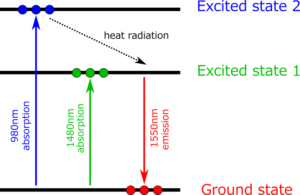 Excited state 2
heat radiation
Excited state 1
980nm
absorption
1480nm
absorption
1550nm
emission
Ground state